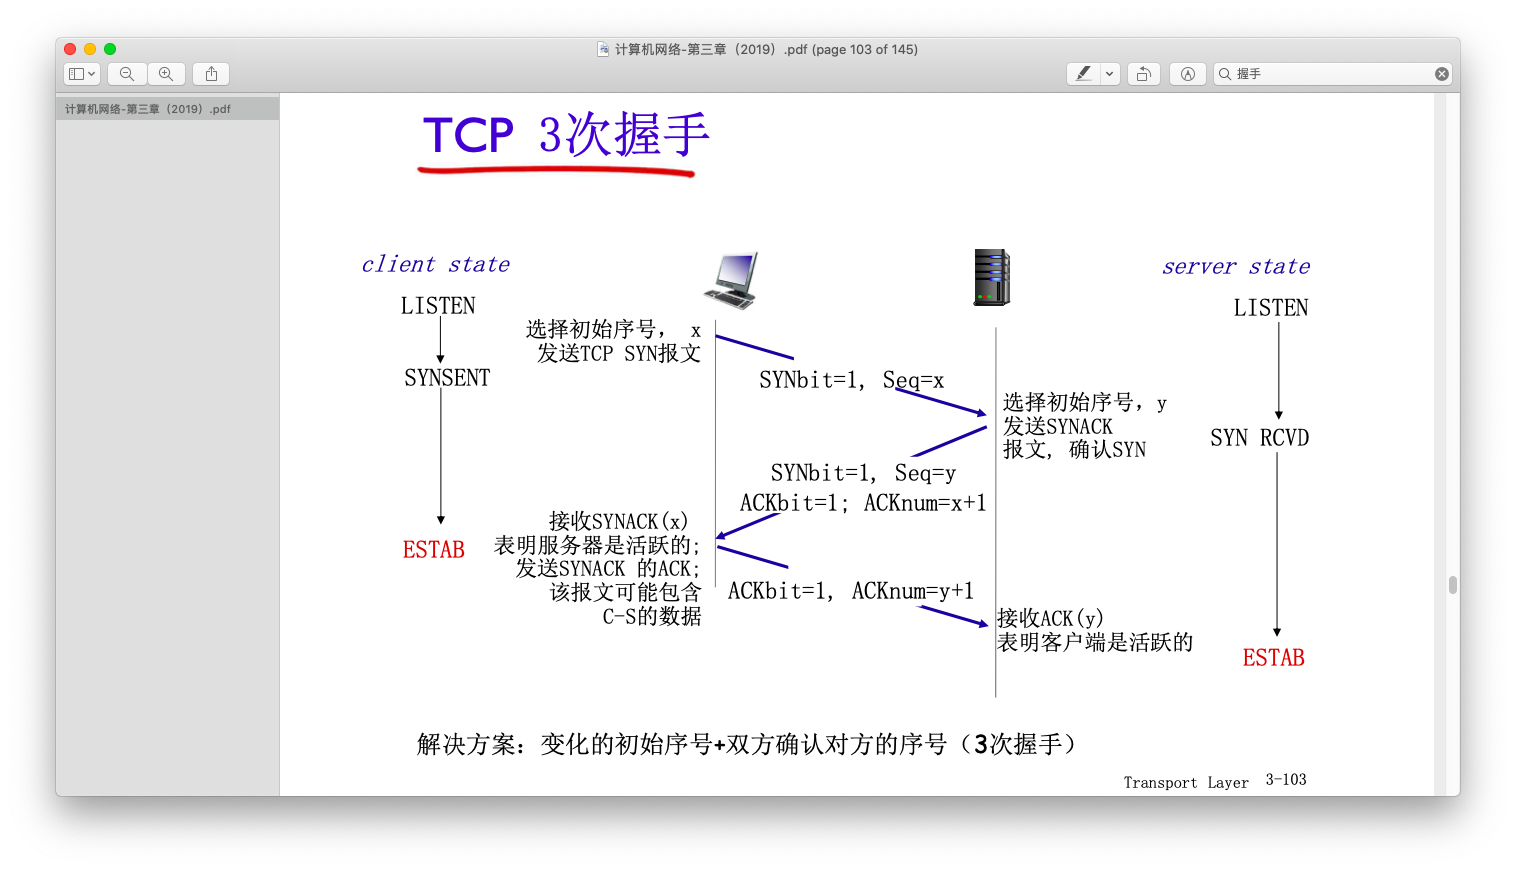 计算机网络-第三章（2019）.pdf (page 103 of 145)
握手
计算机网络-第三章（2019）.pdf
TCP 3次握手
client state
server state
LISTEN
LISTEN
选择初始序号， x
发送TCP SYN报文
SYNSENT
SYNbit=1, Seq=x
选择初始序号，y
发送SYNACK
报文, 确认SYN
SYN RCVD
SYNbit=1, Seq=y
ACKbit=1; ACKnum=x+1
接收SYNACK(x)
表明服务器是活跃的;
发送SYNACK 的ACK;
该报文可能包含
C-S的数据
ESTAB
ACKbit=1, ACKnum=y+1
接收ACK(y)
表明客户端是活跃的
ESTAB
解决方案：变化的初始序号+双方确认对方的序号（3次握手）
Transport Layer 3-103